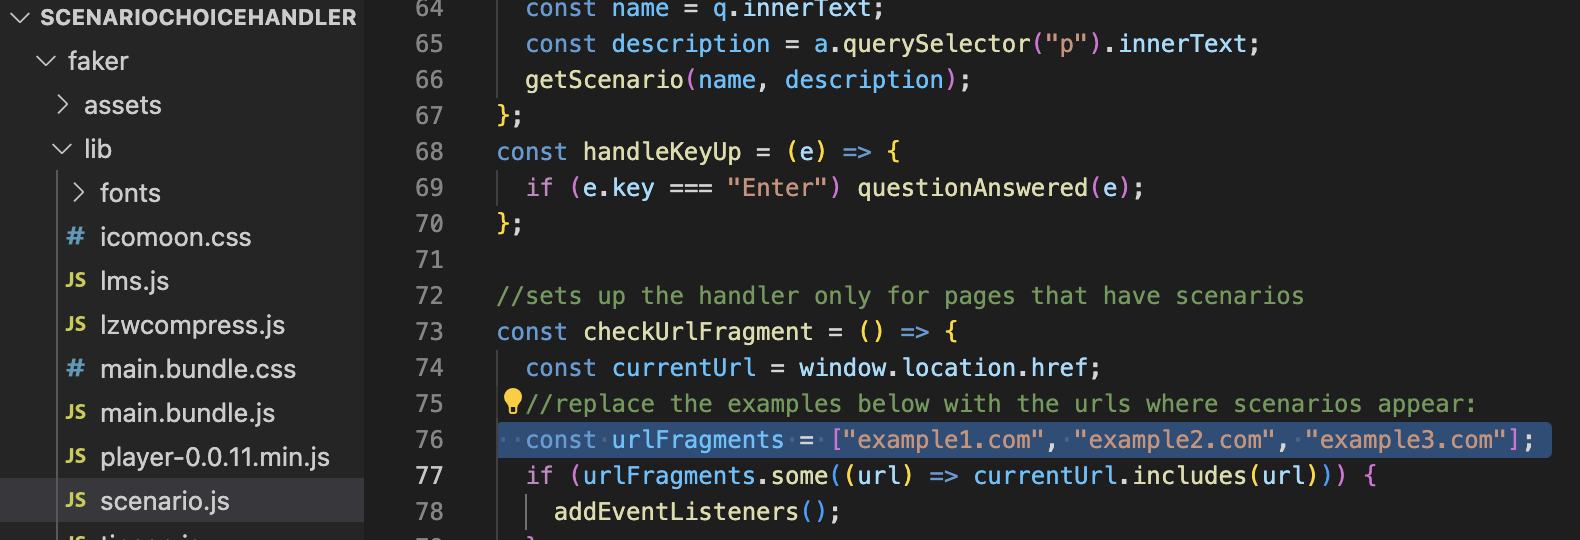 SCENARIOCHOICEHANDLER
faker
assets
lib
fonts
# icomoon.css
JS lms.js
JS lzwcompress.js
# main.bundle.css
JS main.bundle.js
JS player-0.0.11.min.js
JS scenario.js
64 const name = q.innerText;
65 const description = a.querySelector("p").innerText;
66 getScenario(name, description);
67 };
68 const handleKeyUp = (e) => {
69 if (e.key === "Enter") questionAnswered(e);
70 };
71
72 //sets up the handler only for pages that have scenarios
73 const checkUrlFragment = () => {
74 const currentUrl = window.location.href;
75 //replace the examples below with the urls where scenarios appear:
76 const urlFragments = ["example1.com", "example2.com", "example3.com"];
77 if (urlFragments.some((url) => currentUrl.includes(url))) {
78 addEventListeners();